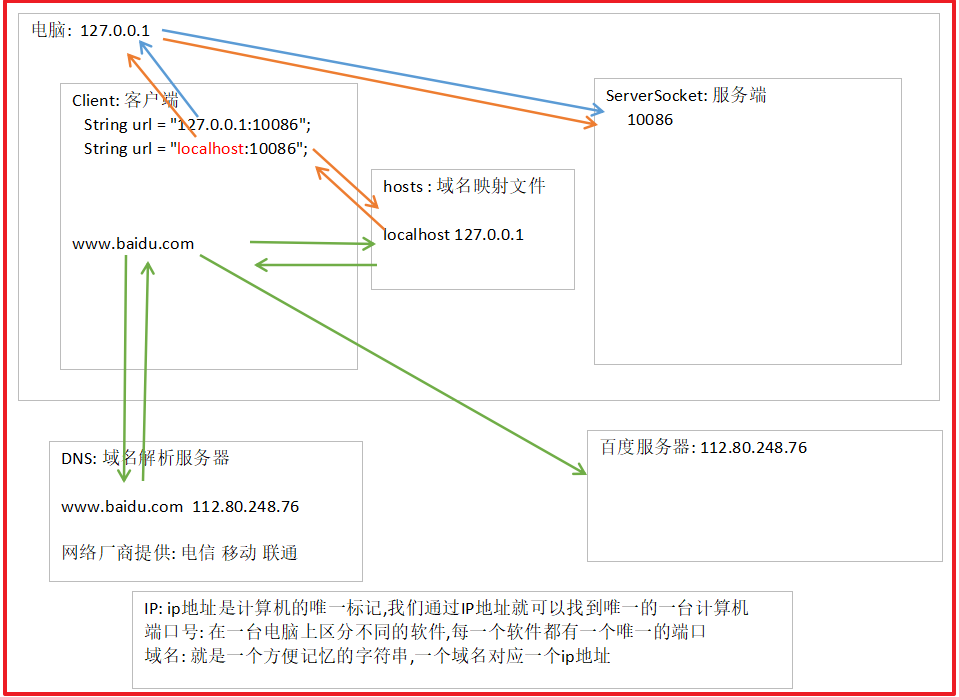 电脑: 127.0.0.1
Client: 客户端
String url = "127.0.0.1:10086";
String url = "localhost:10086";
www.baidu.com
hosts : 域名映射文件
localhost 127.0.0.1
ServerSocket: 服务端
10086
DNS: 域名解析服务器
www.baidu.com 112.80.248.76
网络厂商提供: 电信 移动 联通
百度服务器: 112.80.248.76
IP: ip地址是计算机的唯一标记,我们通过IP地址就可以找到唯一的一台计算机
端口号: 在一台电脑上区分不同的软件,每一个软件都有一个唯一的端口
域名: 就是一个方便记忆的字符串,一个域名对应一个ip地址